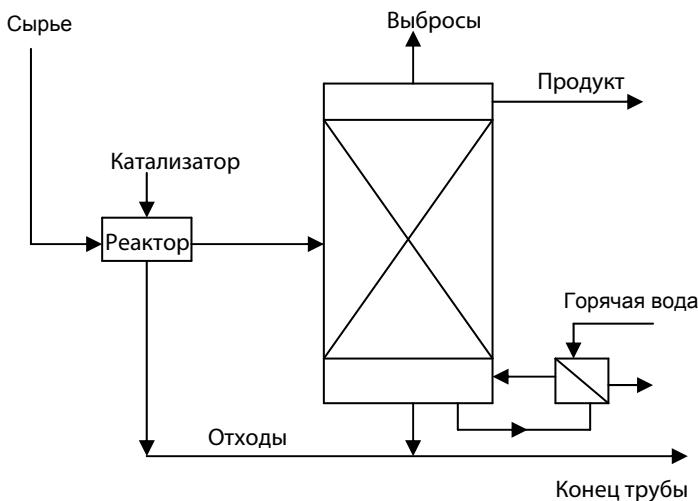 Сырье
Выбросы
Продукт
Катализатор
Реактор
Горячая вода
Отходы
Конец трубы